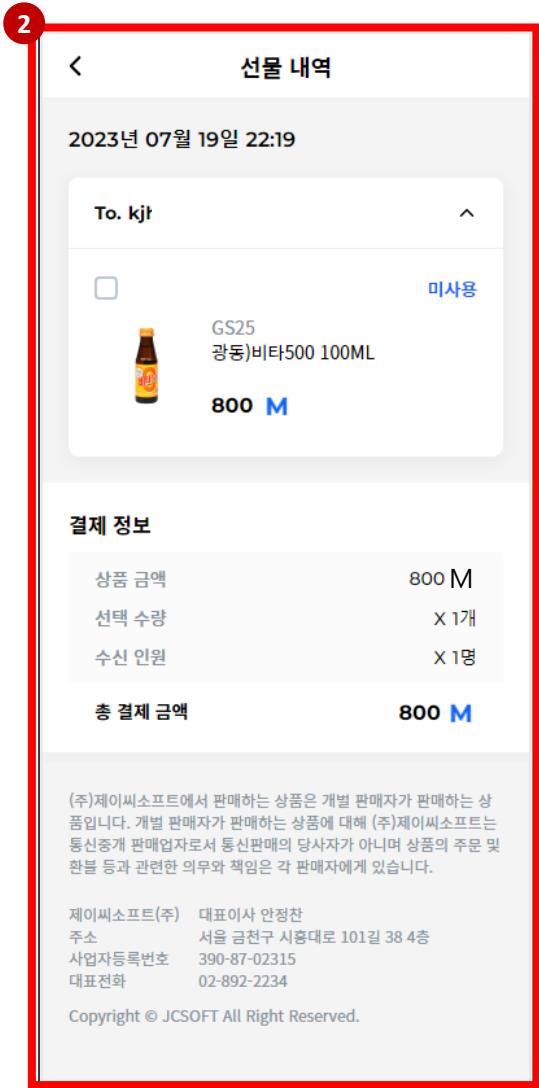 2
선물 내역
2023년 07월 19일 22:19
To. kjh
미사용
GS25
광동)비타500 100ML
800 M
결제 정보
상품 금액 800 M
선택 수량 X 1개
수신 인원 X 1명
총 결제 금액 800 M
(주)제이씨소프트에서 판매하는 상품은 개별 판매자가 판매하는 상
품입니다. 개별 판매자가 판매하는 상품에 대해 (주)제이씨소프트는
통신중개 판매업자로서 통신판매의 당사자가 아니며 상품의 주문 및
환불 등과 관련한 의무와 책임은 각 판매자에게 있습니다.
제이씨소프트(주) 대표이사 안정찬
주소 서울 금천구 시흥대로 101길 38 4층
사업자등록번호 390-87-02315
대표전화 02-892-2234
Copyright © JCSOFT All Right Reserved.